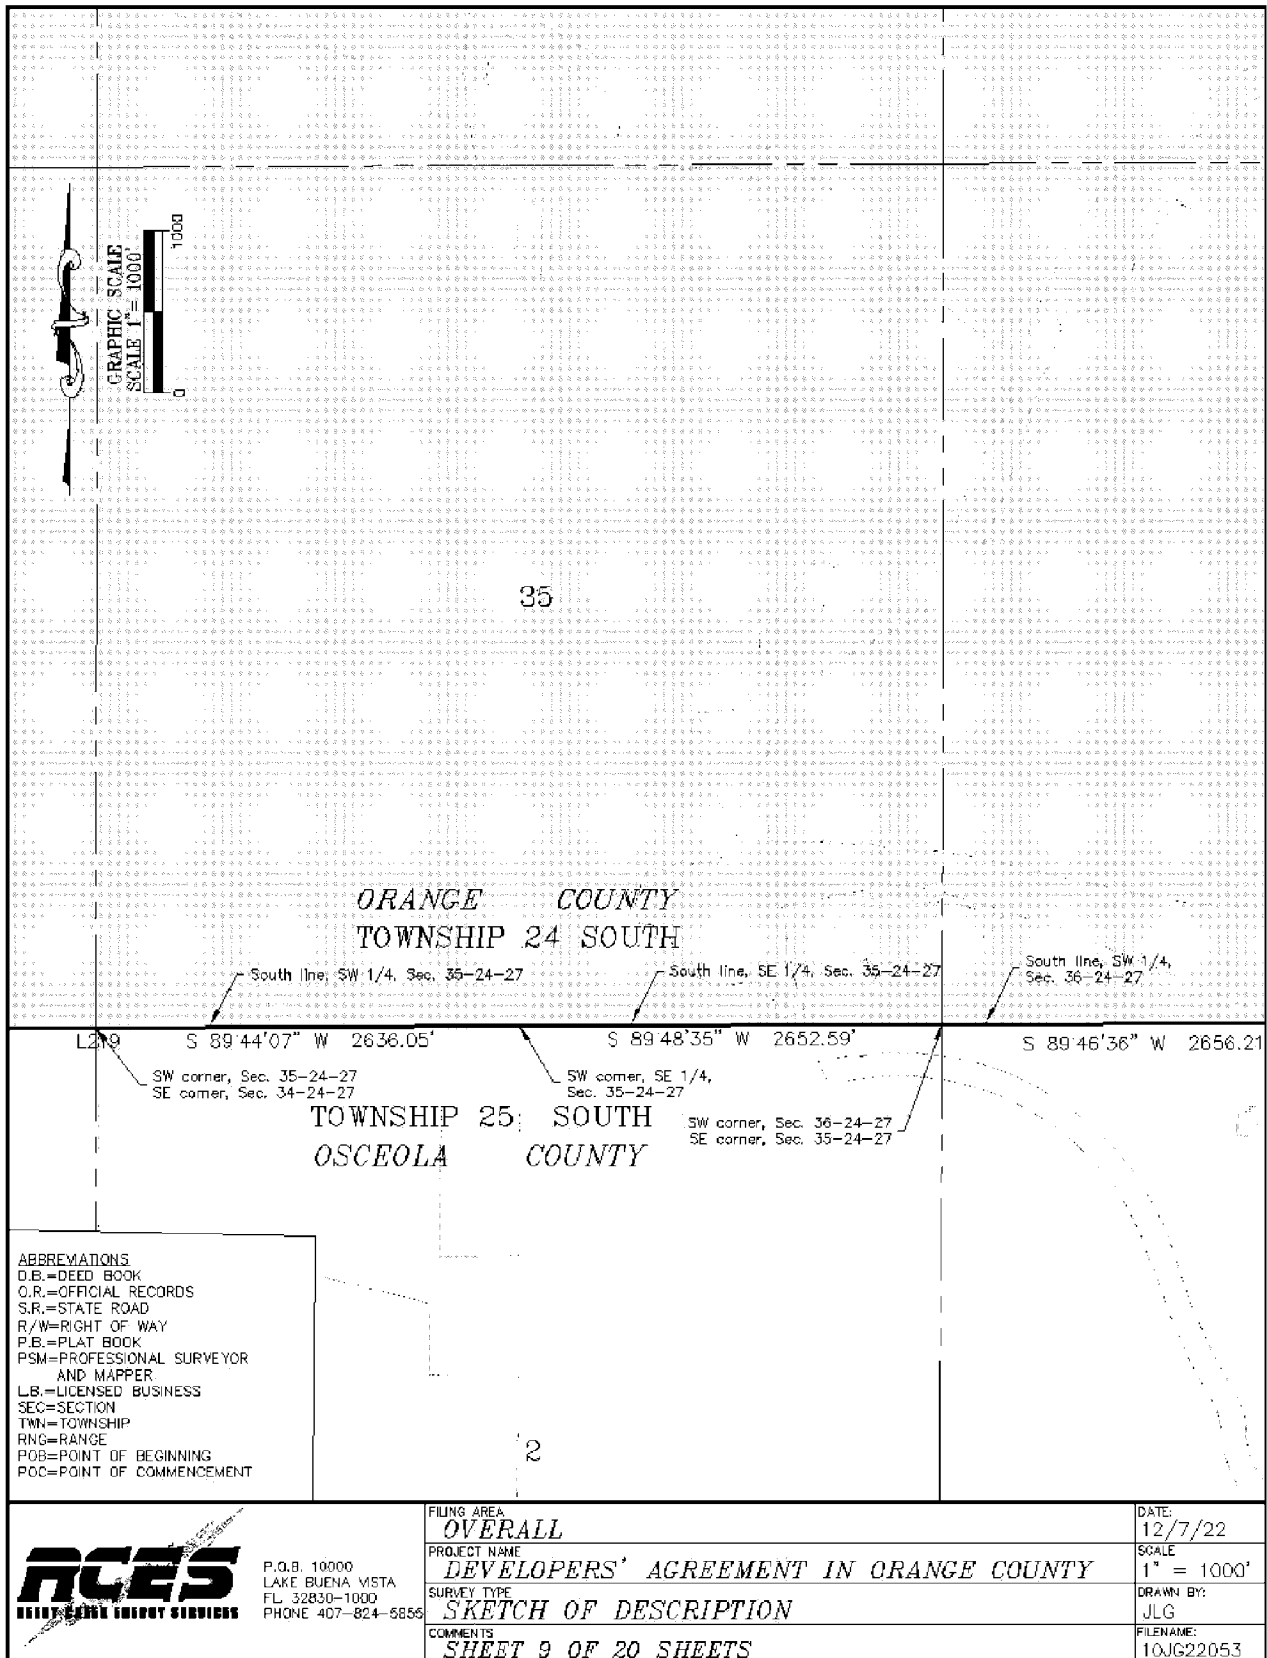 GRAPHIC SCALE
SCALE 1"= 1000'
0
1000
35
ORANGE COUNTY
TOWNSHIP 24 SOUTH
South line, SW 1/4, Sec. 35-24-27
South line, SE 1/4, Sec. 35-24-27
South line, SW 1/4,
Sec. 36-24-27
L219
S 89°44'07" W 2636.05'
S 89°48'35" W 2652.59'
S 89°46'36" W 2656.21
SW corner, Sec. 35-24-27
SE corner, Sec. 34-24-27
SW corner, SE 1/4,
Sec. 35-24-27
SW corner, Sec. 36-24-27
SE corner, Sec. 35-24-27
TOWNSHIP 25 SOUTH
OSCEOLA COUNTY
ABBREVIATIONS
D.B.=DEED BOOK
O.R.=OFFICIAL RECORDS
S.R.=STATE ROAD
R/W=RIGHT OF WAY
P.B.=PLAT BOOK
PSM=PROFESSIONAL SURVEYOR
AND MAPPER
L.B.=LICENSED BUSINESS
SEC=SECTION
TWN=TOWNSHIP
RNG=RANGE
POB=POINT OF BEGINNING
POC=POINT OF COMMENCEMENT
2
RCES
REEDY CREEK ENERGY SERVICES
P.O.B. 10000
LAKE BUENA VISTA
FL 32830-1000
PHONE 407-824-5855
FILING AREA
OVERALL
PROJECT NAME
DEVELOPERS' AGREEMENT IN ORANGE COUNTY
SURVEY TYPE
SKETCH OF DESCRIPTION
COMMENTS
SHEET 9 OF 20 SHEETS
DATE:
12/7/22
SCALE
1" = 1000'
DRAWN BY:
JLG
FILENAME:
10JG22053